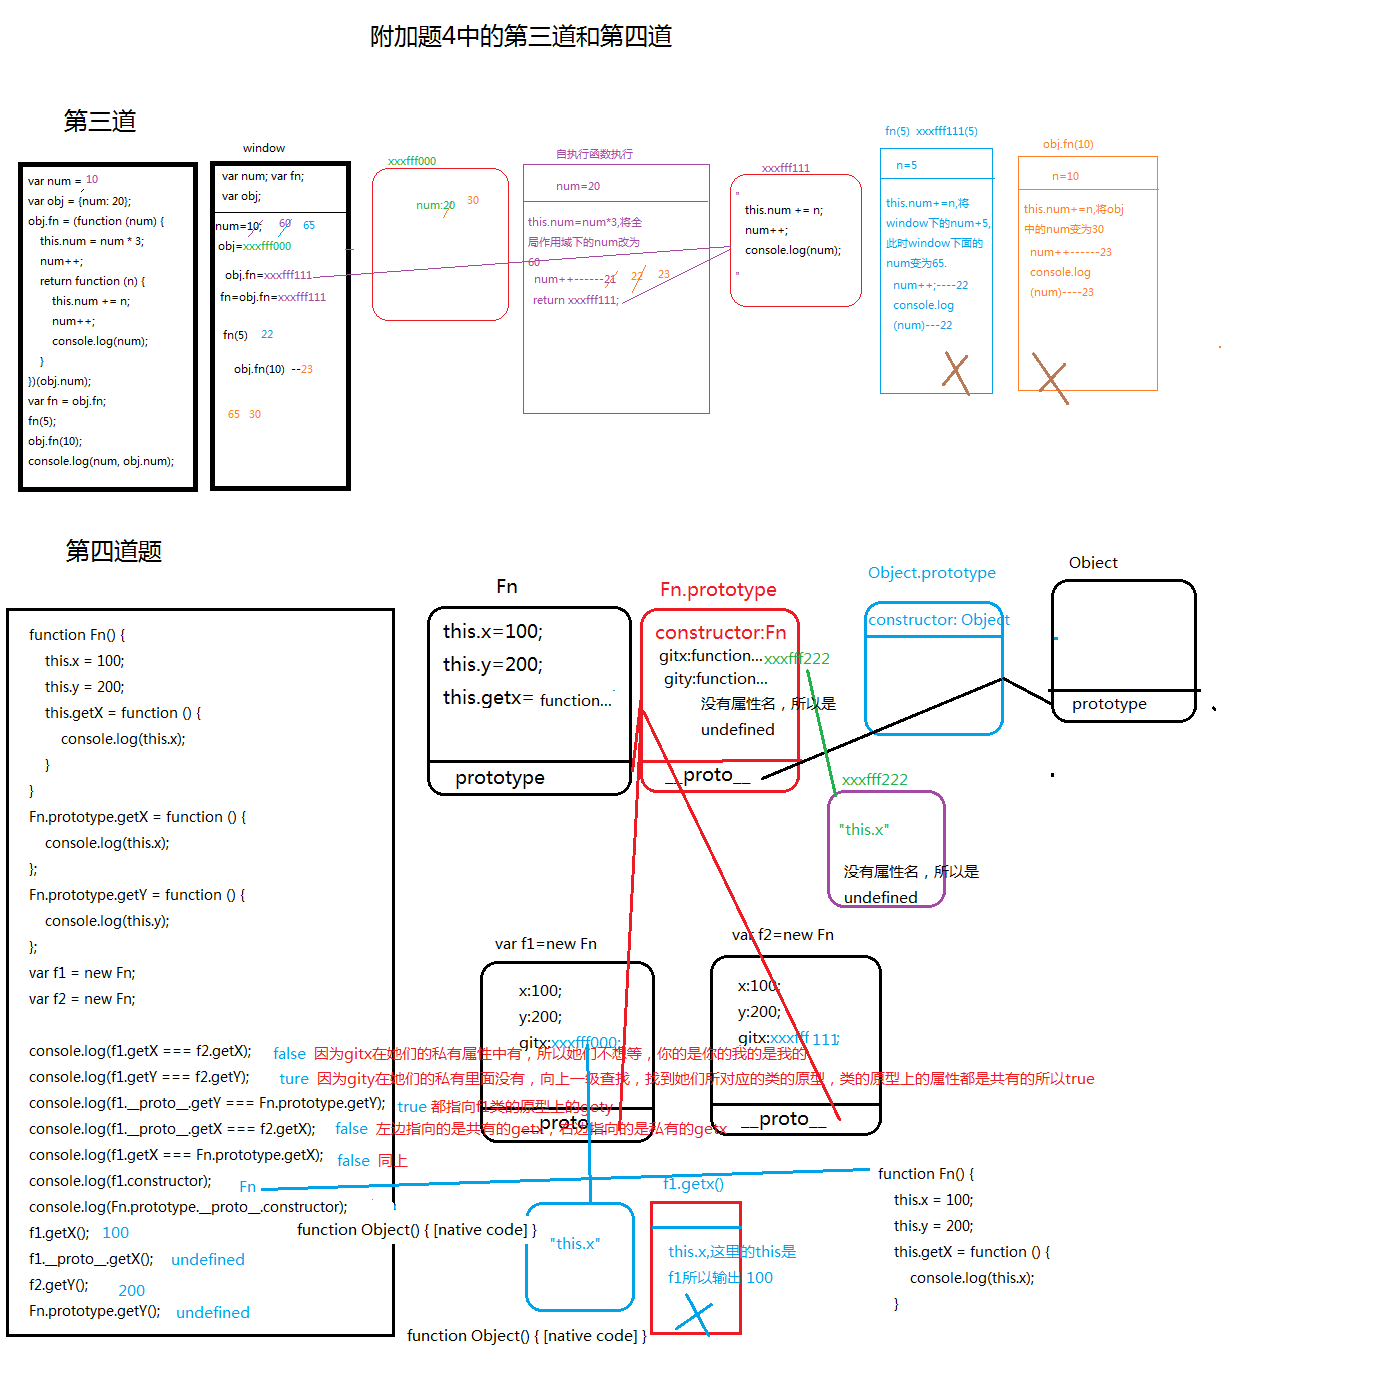 附加题4中的第三道和第四道
第三道
var num = 10
var obj = {num: 20};
obj.fn = (function (num) {
this.num = num * 3;
num++;
return function (n) {
this.num += n;
num++;
console.log(num);
}
})(obj.num);
var fn = obj.fn;
fn(5);
obj.fn(10);
console.log(num, obj.num);
window
var num; var fn;
var obj;
num=10; 60 65
obj=xxxfff000
obj.fn=xxxfff111
fn=obj.fn=xxxfff111
fn(5) 22
obj.fn(10) --23
65 30
xxxfff000
num:20 30
自执行函数执行
num=20
this.num=num*3,将全
局作用域下的num改为
60
num++------21 22 23
return xxxfff111;
xxxfff111
"
this.num += n;
num++;
console.log(num);
"
fn(5) xxxfff111(5)
n=5
this.num+=n,将
window下的num+5,
此时window下面的
num变为65.
num++;----22
console.log
(num)---22
obj.fn(10)
n=10
this.num+=n,将obj
中的num变为30
num++------23
console.log
(num)----23
第四道题
function Fn() {
this.x = 100;
this.y = 200;
this.getX = function () {
console.log(this.x);
}
}
Fn.prototype.getX = function () {
console.log(this.x);
};
Fn.prototype.getY = function () {
console.log(this.y);
};
var f1 = new Fn;
var f2 = new Fn;
console.log(f1.getX === f2.getX); false 因为gitx在她们的私有属性中有，所以她们不想等，你的是你的我的是我的
console.log(f1.getY === f2.getY); ture 因为gity在她们的私有里面没有，向上一级查找，找到她们所对应的类的原型，类的原型上的属性都是共有的所以true
console.log(f1.__proto__.getY === Fn.prototype.getY); true 都指向f1类的原型上的gety
console.log(f1.__proto__.getX === f2.getX); false 左边指向的是共有的getx，右边指向的是私有的getx
console.log(f1.getX === Fn.prototype.getX); false 同上
console.log(f1.constructor); Fn
console.log(Fn.prototype.__proto__.constructor);
function Object() { [native code] }
f1.getX(); 100
f1.__proto__.getX(); undefined
f2.getY(); 200
Fn.prototype.getY(); undefined
Fn
this.x=100;
this.y=200;
this.getx= function...
prototype
Fn.prototype
constructor:Fn
gitx:function...xxxfff222
gity:function...
没有属性名，所以是
undefined
__proto__
Object.prototype
constructor: Object
Object
prototype
xxxfff222
"this.x"
没有属性名，所以是
undefined
var f1=new Fn
x:100;
y:200;
gitx:xxxfff000;
__proto__
var f2=new Fn
x:100;
y:200;
gitx:xxxfff 111;
__proto__
"this.x"
f1.getx()
this.x,这里的this是
f1所以输出 100
function Object() { [native code] }
function Fn() {
this.x = 100;
this.y = 200;
this.getX = function () {
console.log(this.x);
}